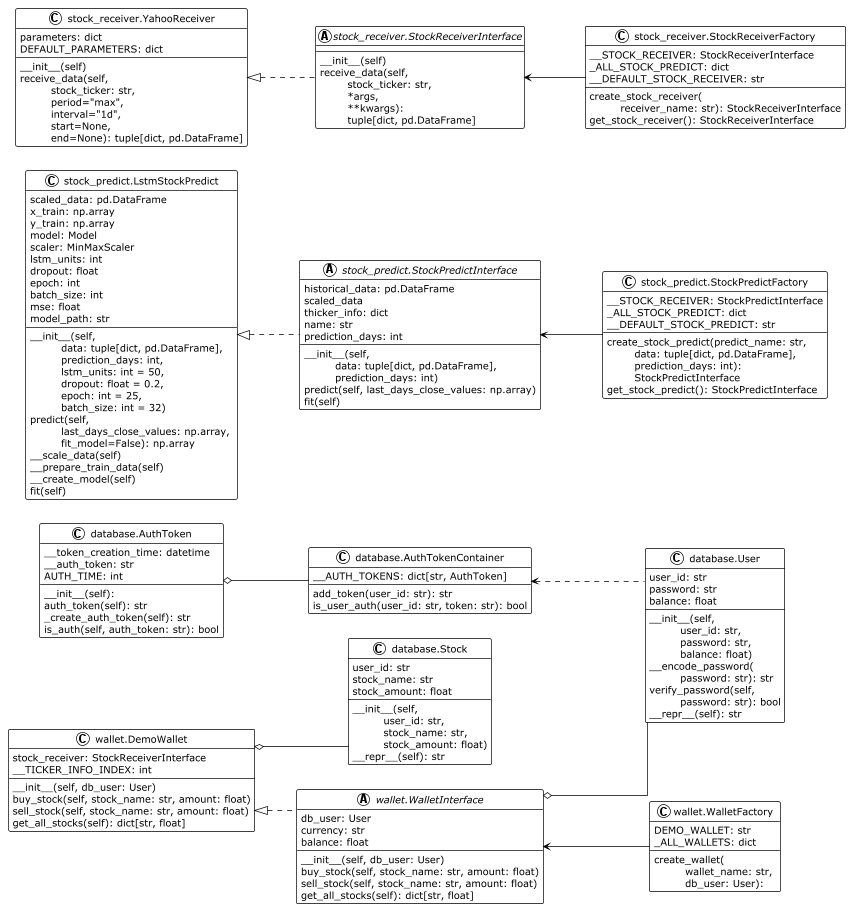 C stock_receiver.YahooReceiver
parameters: dict
DEFAULT_PARAMETERS: dict
__init__(self)
receive_data(self,
stock_ticker: str,
period="max",
interval="1d",
start=None,
end=None): tuple[dict, pd.DataFrame]
A stock_receiver.StockReceiverInterface
__init__(self)
receive_data(self,
stock_ticker: str,
*args,
**kwargs):
tuple[dict, pd.DataFrame]
C stock_receiver.StockReceiverFactory
__STOCK_RECEIVER: StockReceiverInterface
_ALL_STOCK_PREDICT: dict
__DEFAULT_STOCK_RECEIVER: str
create_stock_receiver(
receiver_name: str): StockReceiverInterface
get_stock_receiver(): StockReceiverInterface
C stock_predict.LstmStockPredict
scaled_data: pd.DataFrame
x_train: np.array
y_train: np.array
model: Model
scaler: MinMaxScaler
lstm_units: int
dropout: float
epoch: int
batch_size: int
mse: float
model_path: str
__init__(self,
data: tuple[dict, pd.DataFrame],
prediction_days: int,
lstm_units: int = 50,
dropout: float = 0.2,
epoch: int = 25,
batch_size: int = 32)
predict(self,
last_days_close_values: np.array,
fit_model=False): np.array
__scale_data(self)
__prepare_train_data(self)
__create_model(self)
fit(self)
A stock_predict.StockPredictInterface
historical_data: pd.DataFrame
scaled_data
thicker_info: dict
name: str
prediction_days: int
__init__(self,
data: tuple[dict, pd.DataFrame],
prediction_days: int)
predict(self, last_days_close_values: np.array)
fit(self)
C stock_predict.StockPredictFactory
__STOCK_RECEIVER: StockPredictInterface
_ALL_STOCK_PREDICT: dict
__DEFAULT_STOCK_PREDICT: str
create_stock_predict(predict_name: str,
data: tuple[dict, pd.DataFrame],
prediction_days: int):
StockPredictInterface
get_stock_predict(): StockPredictInterface
C database.AuthToken
__token_creation_time: datetime
__auth_token: str
AUTH_TIME: int
__init__(self):
auth_token(self): str
_create_auth_token(self): str
is_auth(self, auth_token: str): bool
C database.AuthTokenContainer
__AUTH_TOKENS: dict[str, AuthToken]
add_token(user_id: str): str
is_user_auth(user_id: str, token: str): bool
C database.User
user_id: str
password: str
balance: float
__init__(self,
user_id: str,
password: str,
balance: float)
__encode_password(
password: str): str
verify_password(self,
password: str): bool
__repr__(self): str
C database.Stock
user_id: str
stock_name: str
stock_amount: float
__init__(self,
user_id: str,
stock_name: str,
stock_amount: float)
__repr__(self): str
C wallet.DemoWallet
stock_receiver: StockReceiverInterface
__TICKER_INFO_INDEX: int
__init__(self, db_user: User)
buy_stock(self, stock_name: str, amount: float)
sell_stock(self, stock_name: str, amount: float)
get_all_stocks(self): dict[str, float]
A wallet.WalletInterface
db_user: User
currency: str
balance: float
__init__(self, db_user: User)
buy_stock(self, stock_name: str, amount: float)
sell_stock(self, stock_name: str, amount: float)
get_all_stocks(self): dict[str, float]
C wallet.WalletFactory
DEMO_WALLET: str
_ALL_WALLETS: dict
create_wallet(
wallet_name: str,
db_user: User):